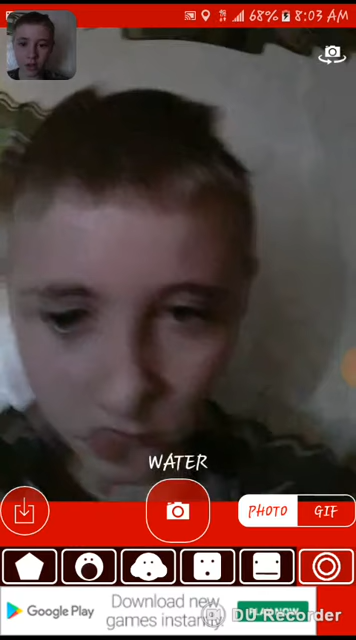 68% 8:03 AM
WATER
PHOTO GIF
Google Play
Download new
games instantly
DU Recorder